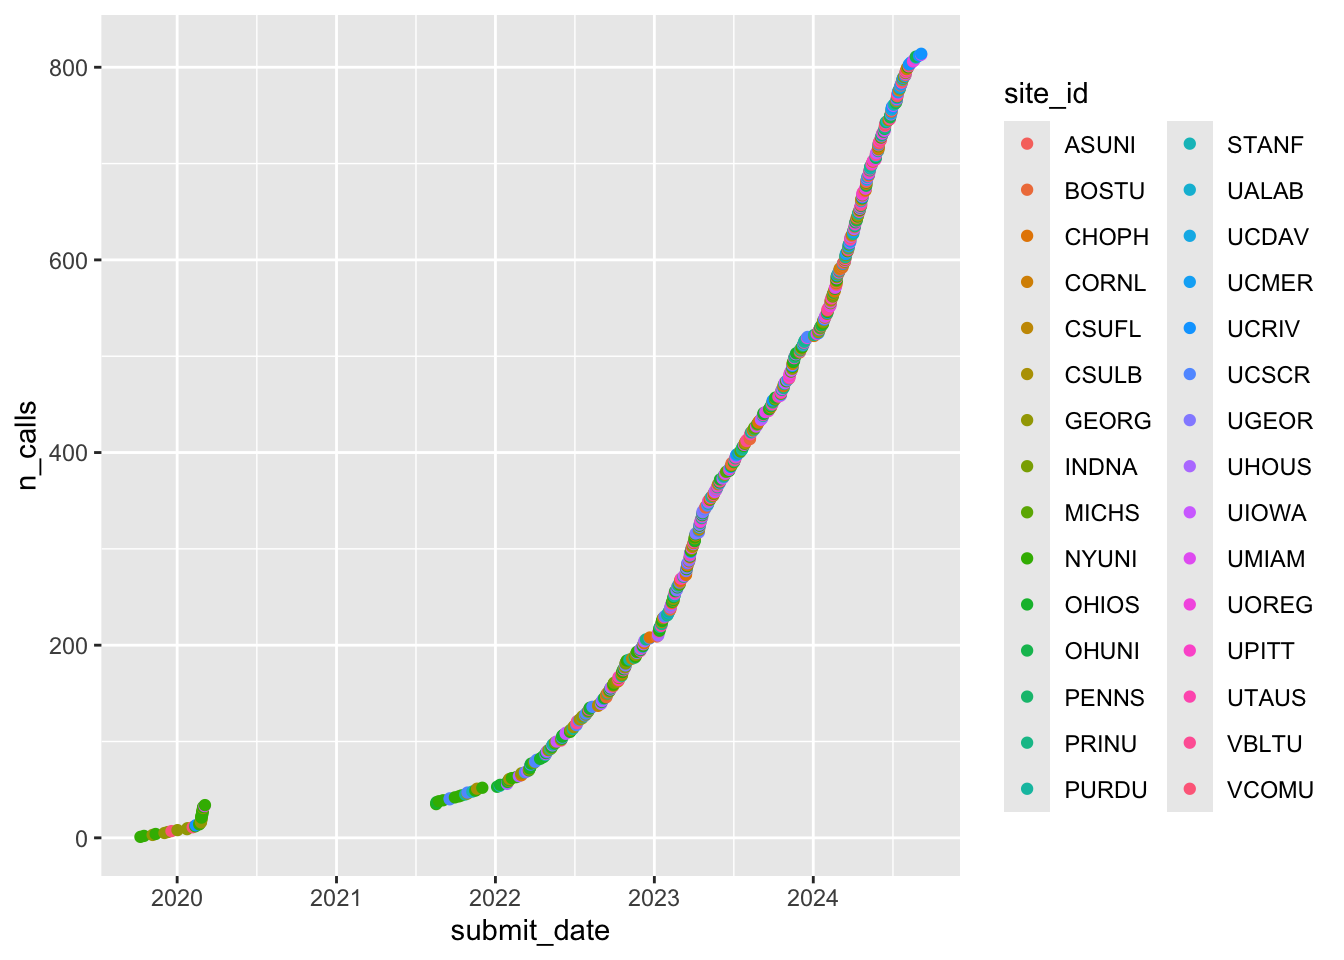 800
600
400
200
0
n_calls
2020 2021 2022 2023 2024
submit_date
site_id
ASUNI STANF
BOSTU UALAB
CHOPH UCDAV
CORNL UCMER
CSUFL UCRIV
CSULB UCSCR
GEORG UGEOR
INDNA UHOUS
MICHS UIOWA
NYUNI UMIAM
OHIOS UOREG
OHUNI UPITT
PENNS UTAUS
PRINU VBLTU
PURDU VCOMU